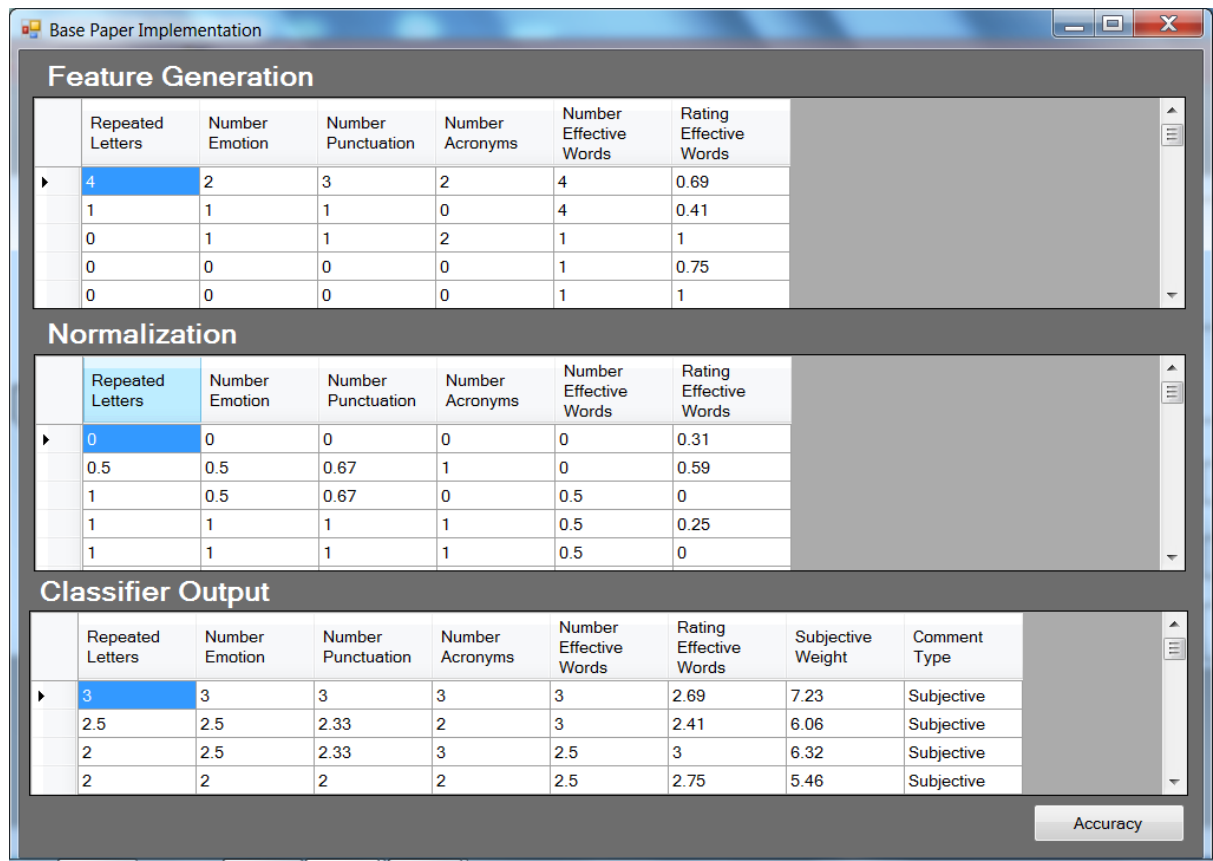 Base Paper Implementation
Feature Generation
Repeated Letters Number Emotion Number Punctuation Number Acronyms Number Effective Words Rating Effective Words
4 2 3 2 4 0.69
1 1 1 0 4 0.41
0 1 1 2 1 1
0 0 0 0 1 0.75
0 0 0 0 1 1
Normalization
Repeated Letters Number Emotion Number Punctuation Number Acronyms Number Effective Words Rating Effective Words
0 0 0 0 0 0.31
0.5 0.5 0.67 1 0 0.59
1 0.5 0.67 0 0.5 0
1 1 1 1 0.5 0.25
1 1 1 1 0.5 0
Classifier Output
Repeated Letters Number Emotion Number Punctuation Number Acronyms Number Effective Words Rating Effective Words Subjective Weight Comment Type
3 3 3 3 3 2.69 7.23 Subjective
2.5 2.5 2.33 2 3 2.41 6.06 Subjective
2 2.5 2.33 3 2.5 3 6.32 Subjective
2 2 2 2 2.5 2.75 5.46 Subjective
Accuracy